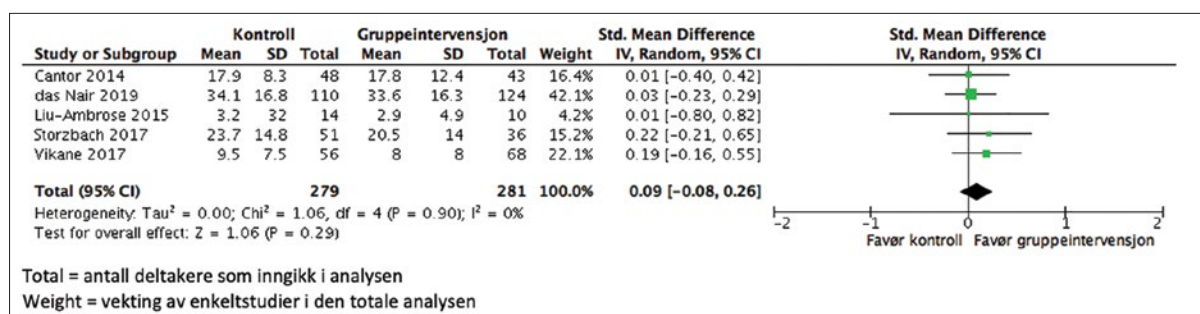 Kontroll Gruppeintervensjon Std. Mean Difference Std. Mean Difference
Study or Subgroup Mean SD Total Mean SD Total Weight IV, Random, 95% CI IV, Random, 95% CI
Cantor 2014 17.9 8.3 48 17.8 12.4 43 16.4% 0.01 [-0.40, 0.42]
das Nair 2019 34.1 16.8 110 33.6 16.3 124 42.1% 0.03 [-0.23, 0.29]
Liu-Ambrose 2015 3.2 32 14 2.9 4.9 10 4.2% 0.01 [-0.80, 0.82]
Storzbach 2017 23.7 14.8 51 20.5 14 36 15.2% 0.22 [-0.21, 0.65]
Vikane 2017 9.5 7.5 56 8 8 68 22.1% 0.19 [-0.16, 0.55]
Total (95% CI) 279 281 100.0% 0.09 [-0.08, 0.26]
Heterogeneity: Tau² = 0.00; Chi² = 1.06, df = 4 (P = 0.90); I² = 0%
Test for overall effect: Z = 1.06 (P = 0.29)
-2 -1 0 1 2
Favør kontroll Favør gruppeintervensjon
Total = antall deltakere som inngikk i analysen
Weight = vekting av enkeltstudier i den totale analysen